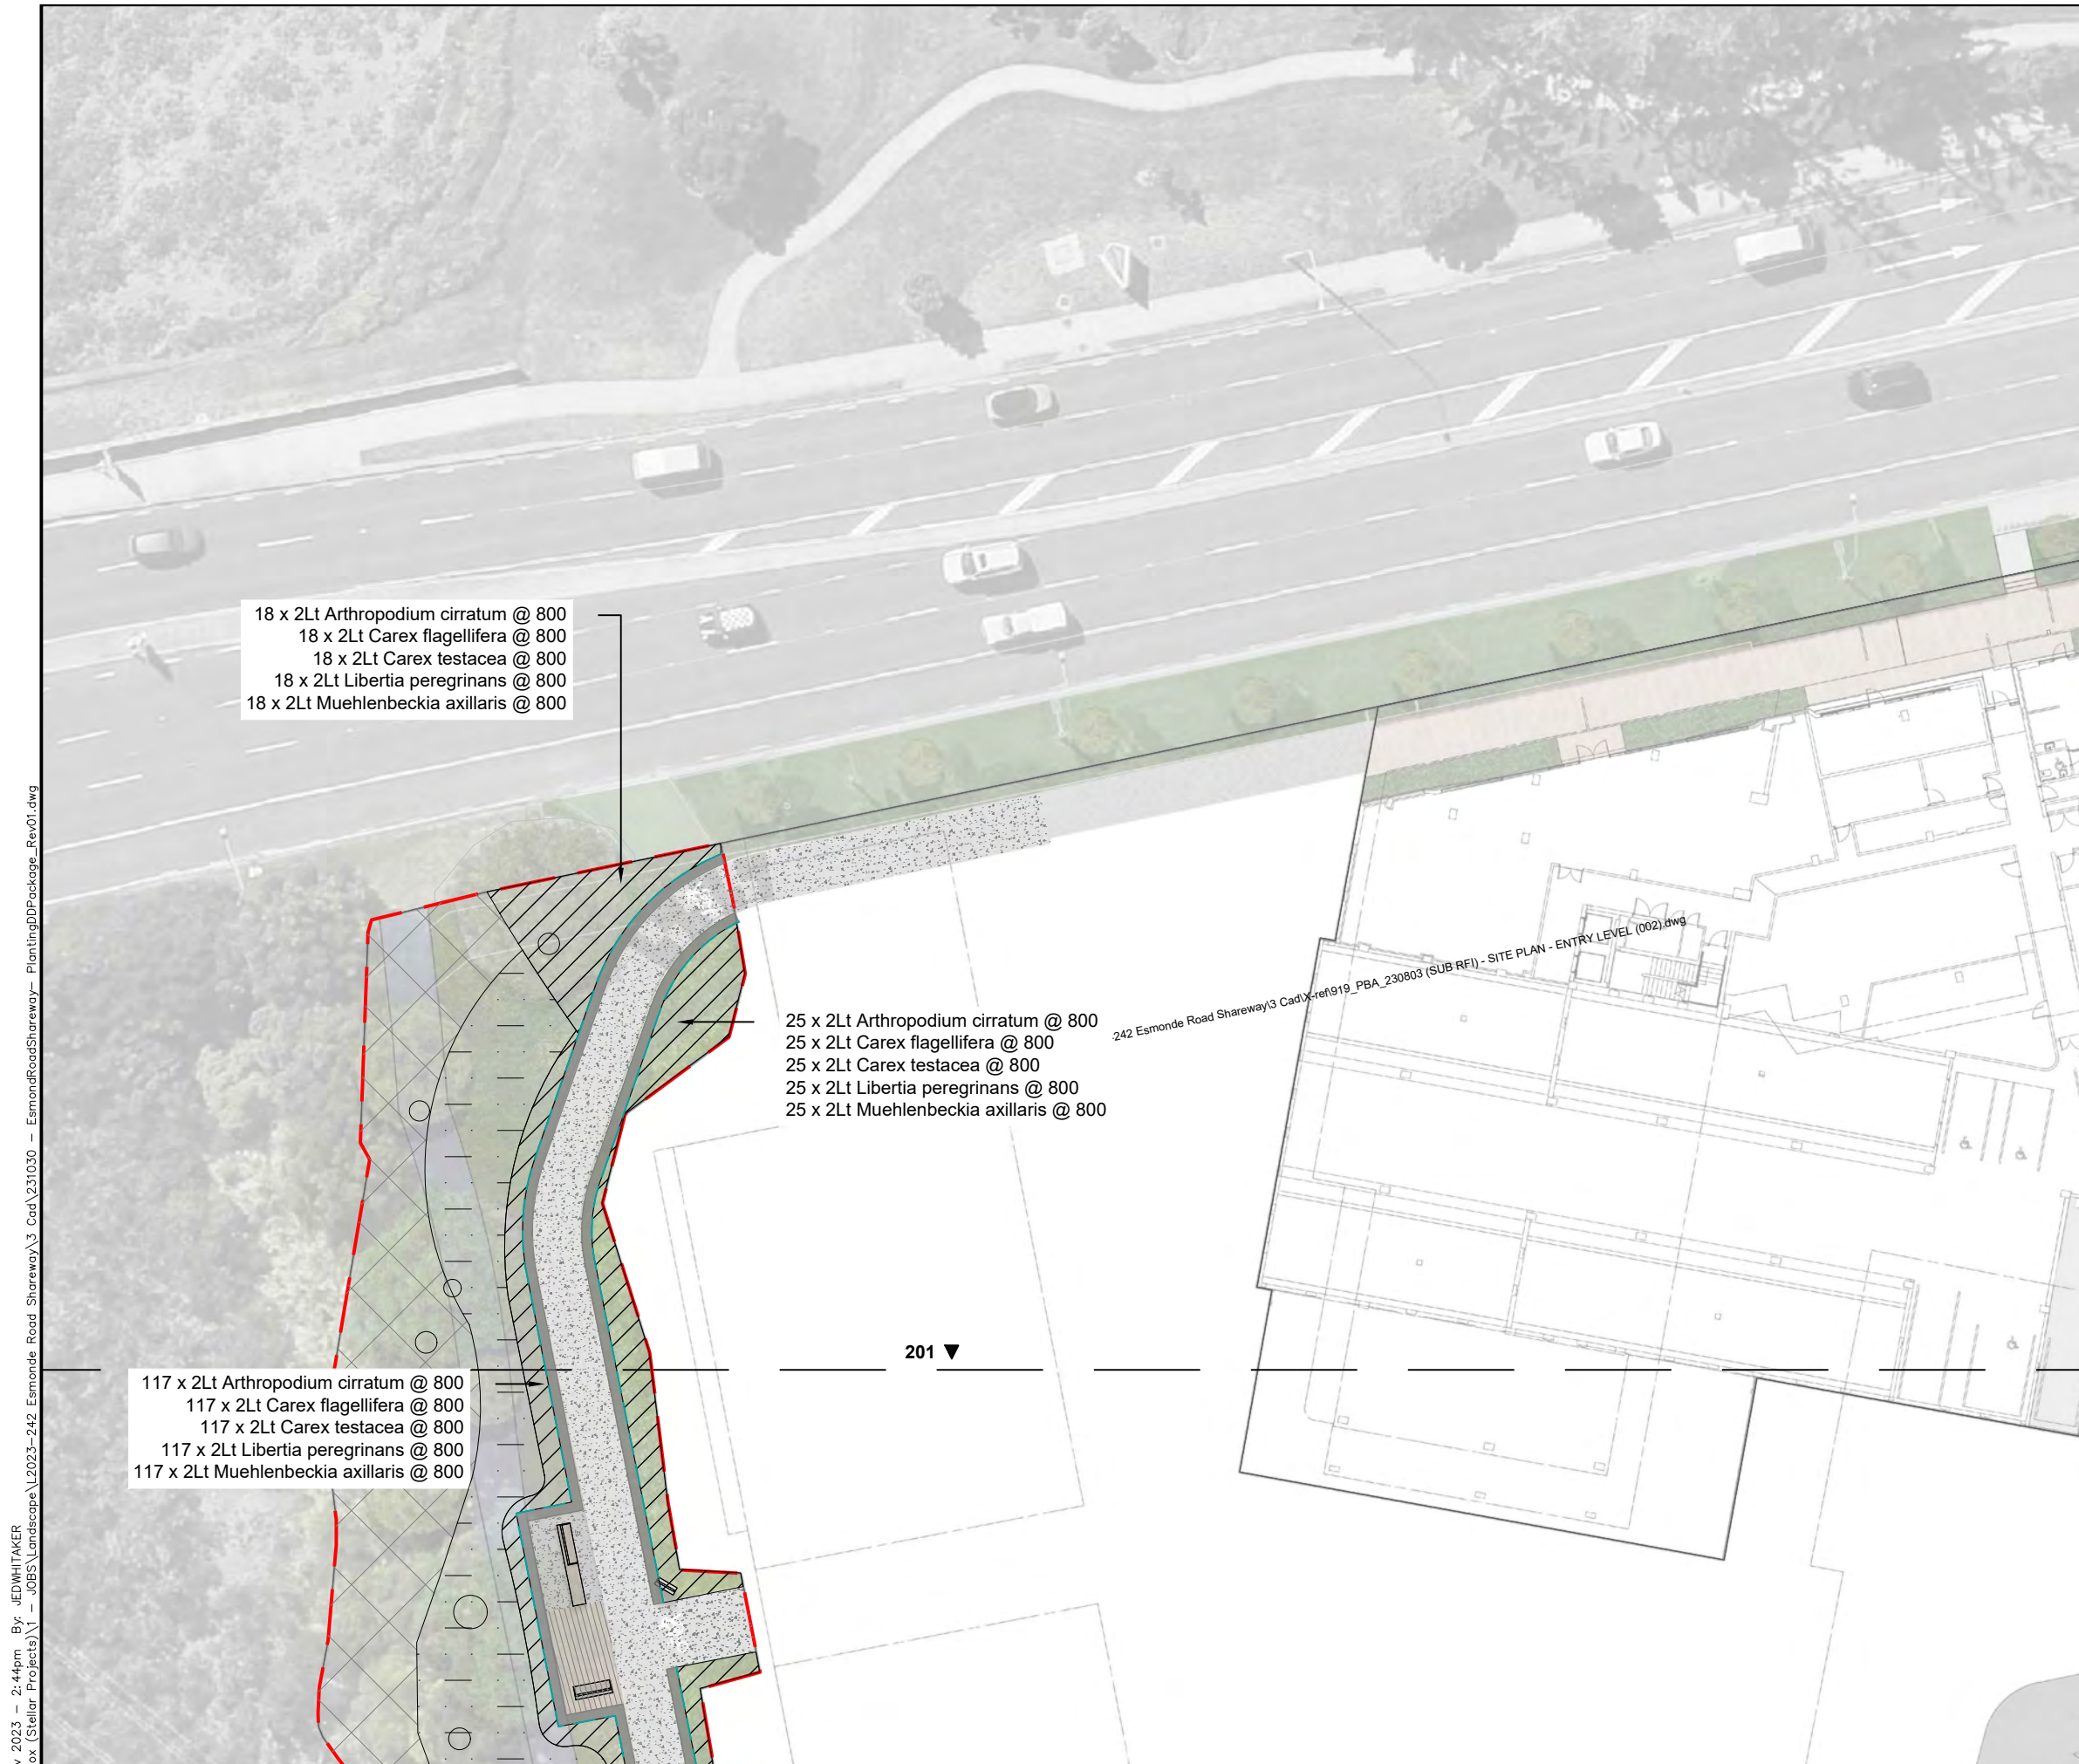 18 x 2Lt Arthropodium cirratum @ 800
18 x 2Lt Carex flagellifera @ 800
18 x 2Lt Carex testacea @ 800
18 x 2Lt Libertia peregrinans @ 800
18 x 2Lt Muehlenbeckia axillaris @ 800
25 x 2Lt Arthropodium cirratum @ 800
25 x 2Lt Carex flagellifera @ 800
25 x 2Lt Carex testacea @ 800
25 x 2Lt Libertia peregrinans @ 800
25 x 2Lt Muehlenbeckia axillaris @ 800
-242 Esmonde Road Shareway\3 Cad\X-ref\919_PBA_230803 (SUB RFI) - SITE PLAN - ENTRY LEVEL (002).dwg
201
117 x 2Lt Arthropodium cirratum @ 800
117 x 2Lt Carex flagellifera @ 800
117 x 2Lt Carex testacea @ 800
117 x 2Lt Libertia peregrinans @ 800
117 x 2Lt Muehlenbeckia axillaris @ 800
2023 - 2:44pm By: JEDWHITAKER
(Stellar Projects)\1 - JOBS\Landscape\L2023-242 Esmonde Road Shareway\3 Cad\231030 - EsmondRoadShareway- PlantingDDPackage_Rev01.dwg